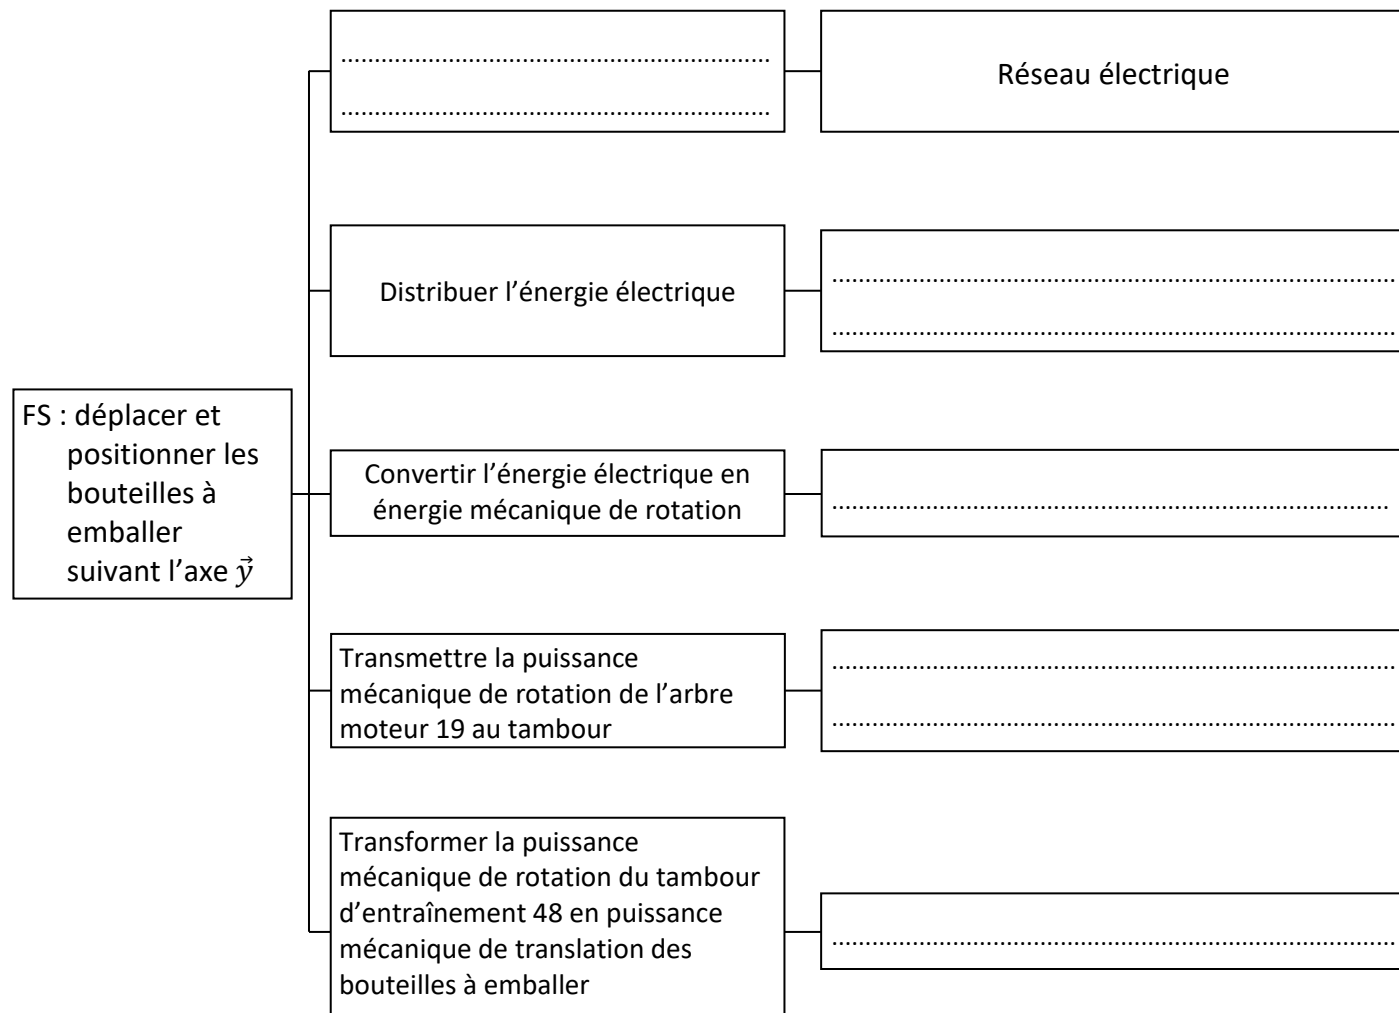 Réseau électrique
Distribuer l’énergie électrique
FS : déplacer et
positionner les
bouteilles à
emballer
suivant l’axe y⃗
Convertir l’énergie électrique en
énergie mécanique de rotation
Transmettre la puissance
mécanique de rotation de l’arbre
moteur 19 au tambour
Transformer la puissance
mécanique de rotation du tambour
d’entraînement 48 en puissance
mécanique de translation des
bouteilles à emballer